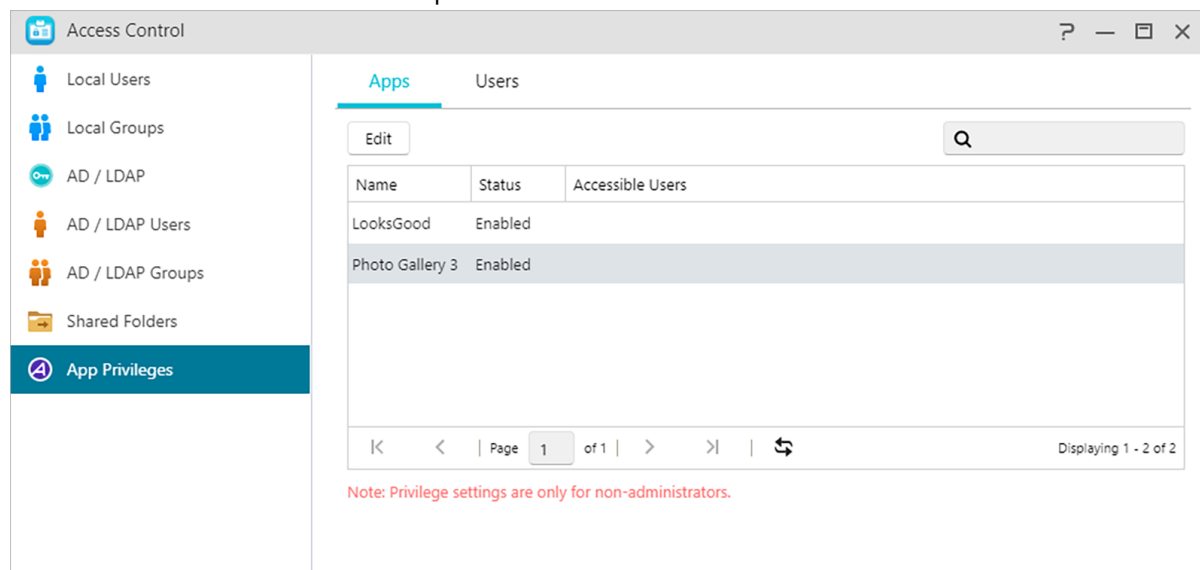 Access Control
Local Users
Local Groups
AD / LDAP
AD / LDAP Users
AD / LDAP Groups
Shared Folders
App Privileges
Apps Users
Edit
Name Status Accessible Users
LooksGood Enabled
Photo Gallery 3 Enabled
Page 1 of 1 Displaying 1 - 2 of 2
Note: Privilege settings are only for non-administrators.